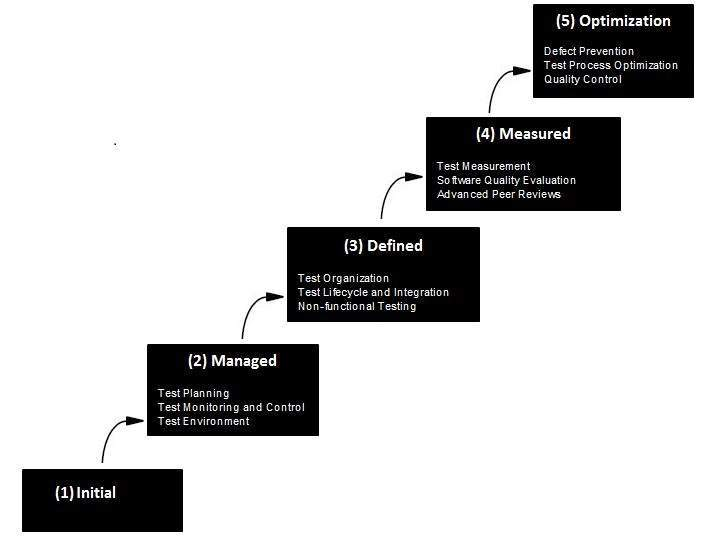 (5) Optimization
Defect Prevention
Test Process Optimization
Quality Control
(4) Measured
Test Measurement
Software Quality Evaluation
Advanced Peer Reviews
(3) Defined
Test Organization
Test Lifecycle and Integration
Non-functional Testing
(2) Managed
Test Planning
Test Monitoring and Control
Test Environment
(1) Initial